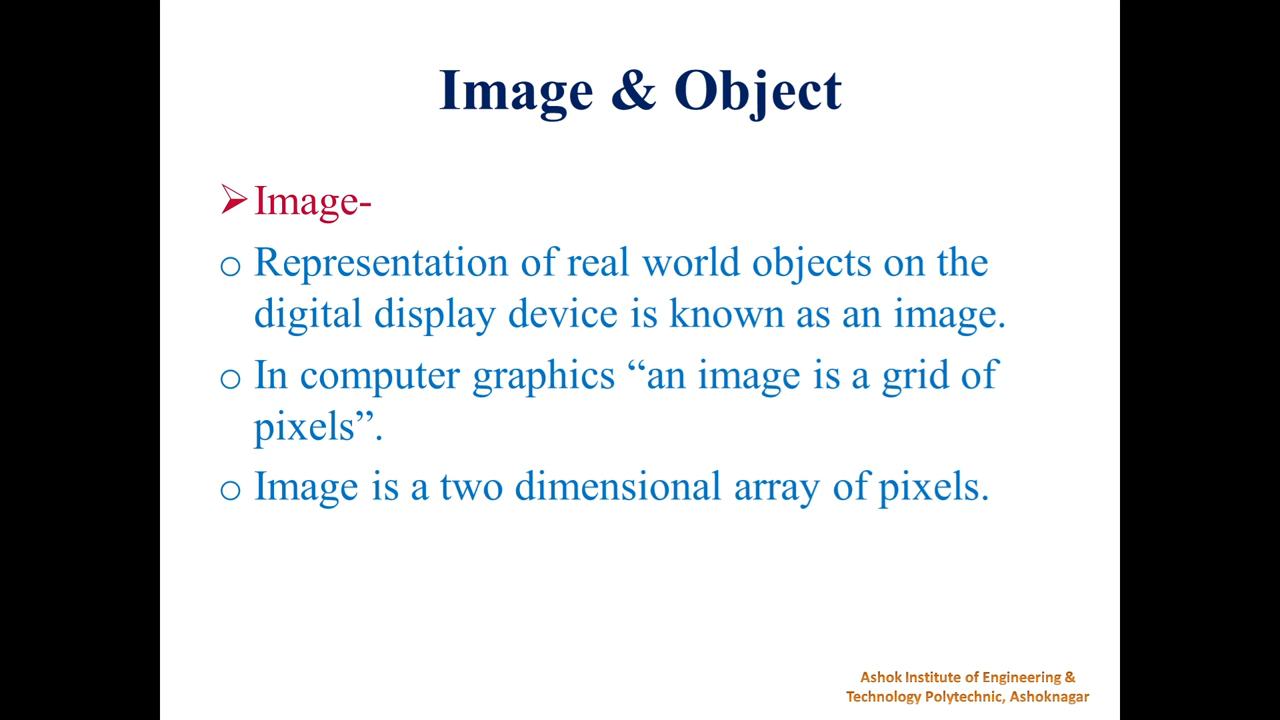 Image & Object
➢Image-
o Representation of real world objects on the
digital display device is known as an image.
o In computer graphics “an image is a grid of
pixels”.
o Image is a two dimensional array of pixels.
Ashok Institute of Engineering &
Technology Polytechnic, Ashoknagar